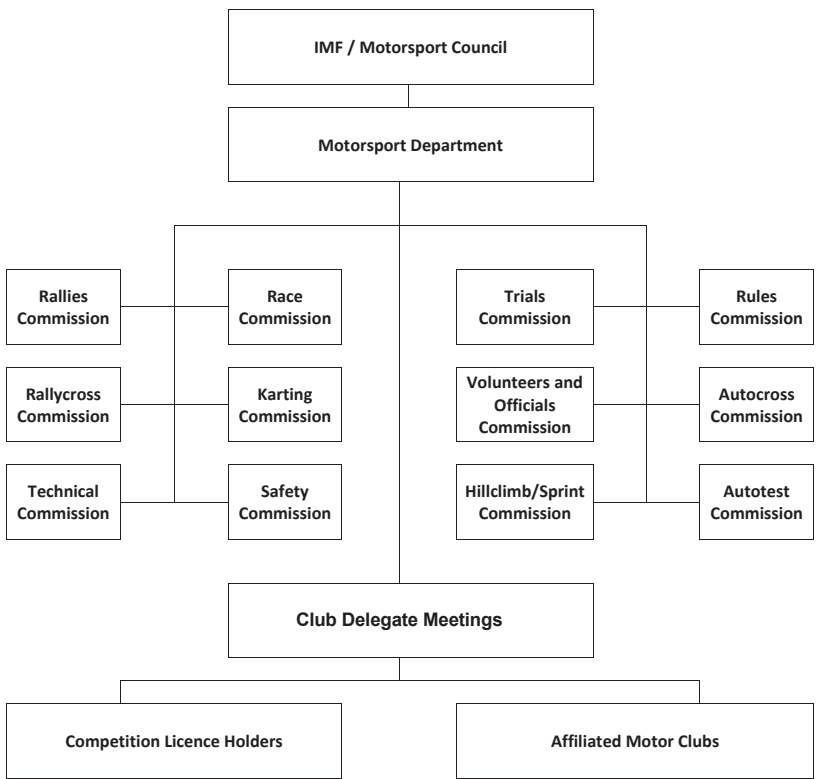 IMF / Motorsport Council
Motorsport Department
Rallies
Commission
Race
Commission
Trials
Commission
Rules
Commission
Rallycross
Commission
Karting
Commission
Volunteers and
Officials
Commission
Autocross
Commission
Technical
Commission
Safety
Commission
Hillclimb/Sprint
Commission
Autotest
Commission
Club Delegate Meetings
Competition Licence Holders
Affiliated Motor Clubs